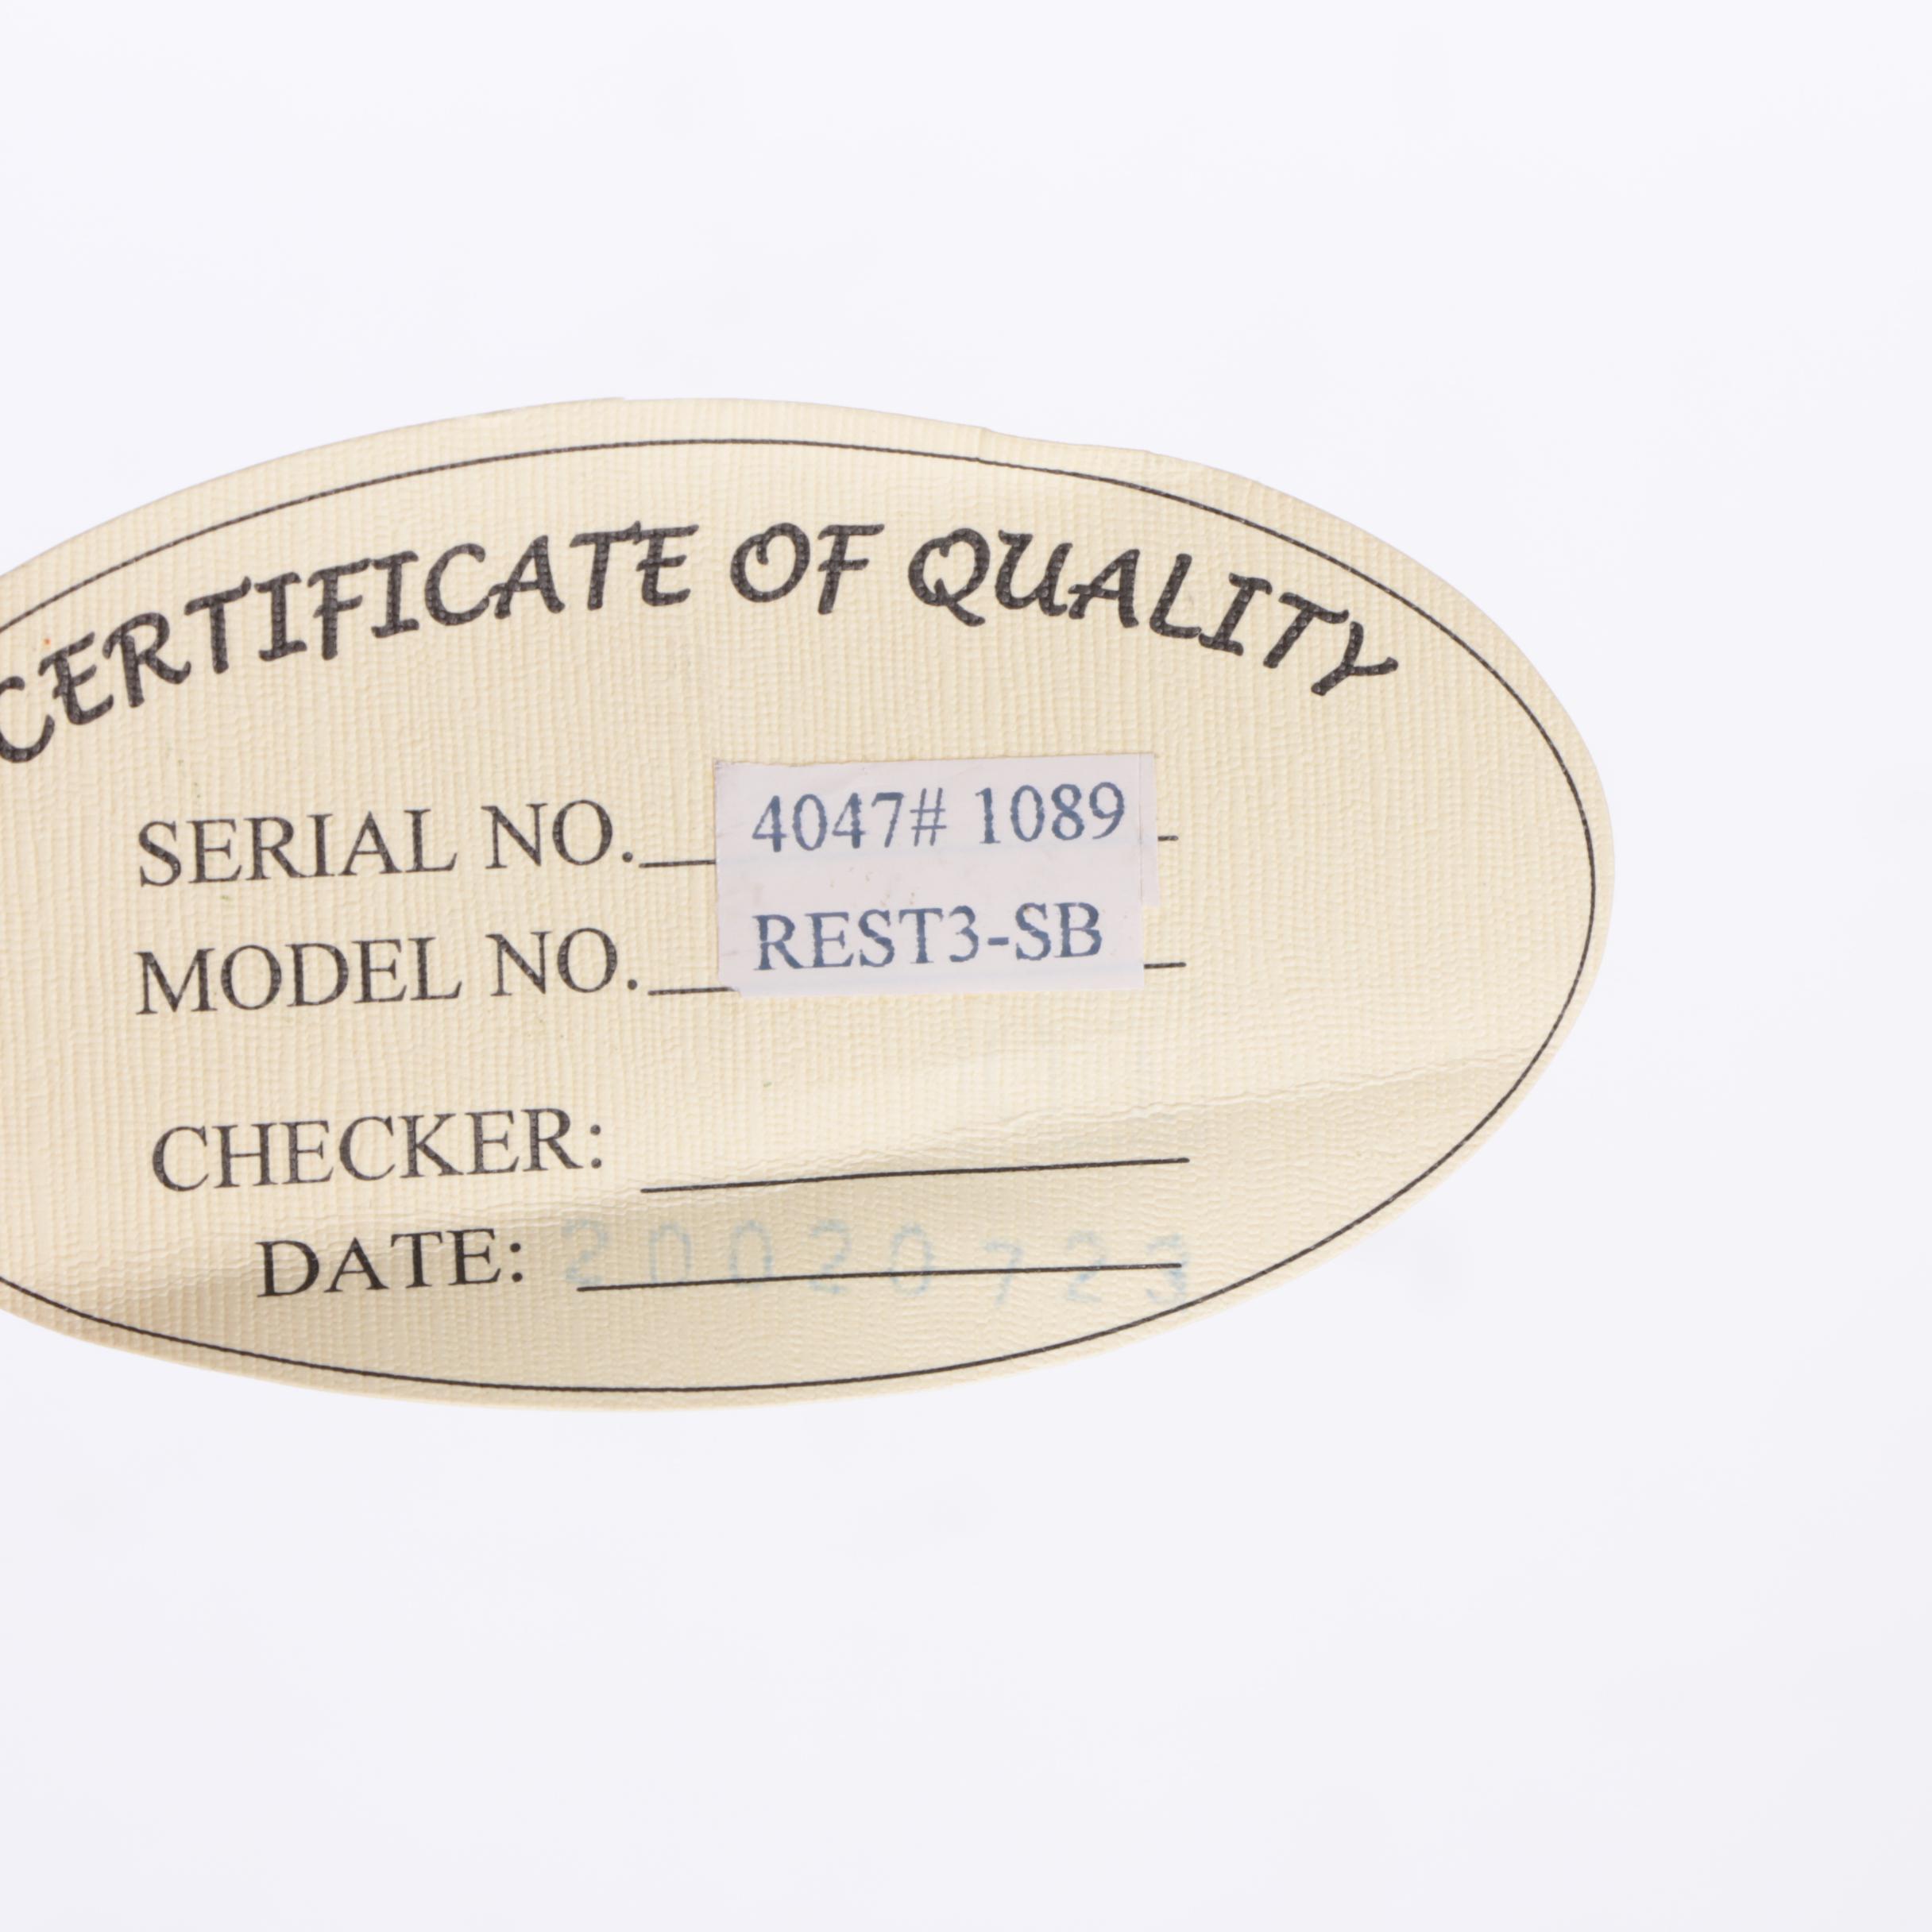 CERTIFICATE OF QUALITY
SERIAL NO. 4047# 1089
MODEL NO. REST3-SB
CHECKER:
DATE: 20020723